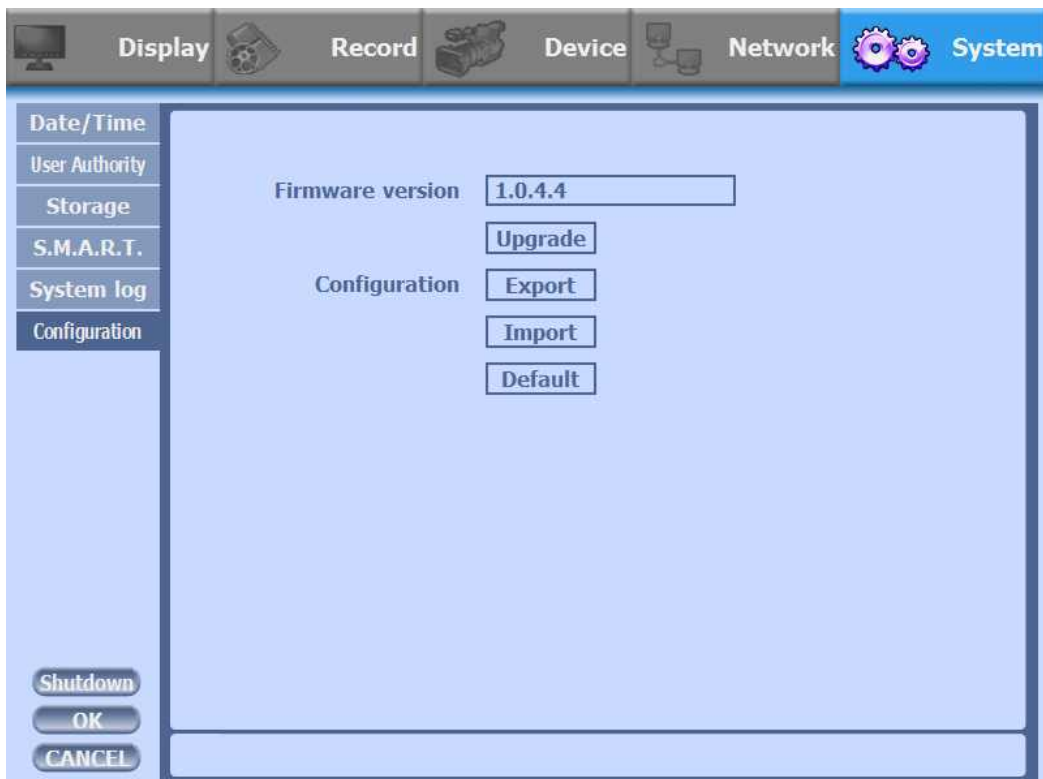 Display Record Device Network System
Date/Time
User Authority
Storage
S.M.A.R.T.
System log
Configuration
Firmware version 1.0.4.4
Upgrade
Configuration Export
Import
Default
Shutdown
OK
CANCEL